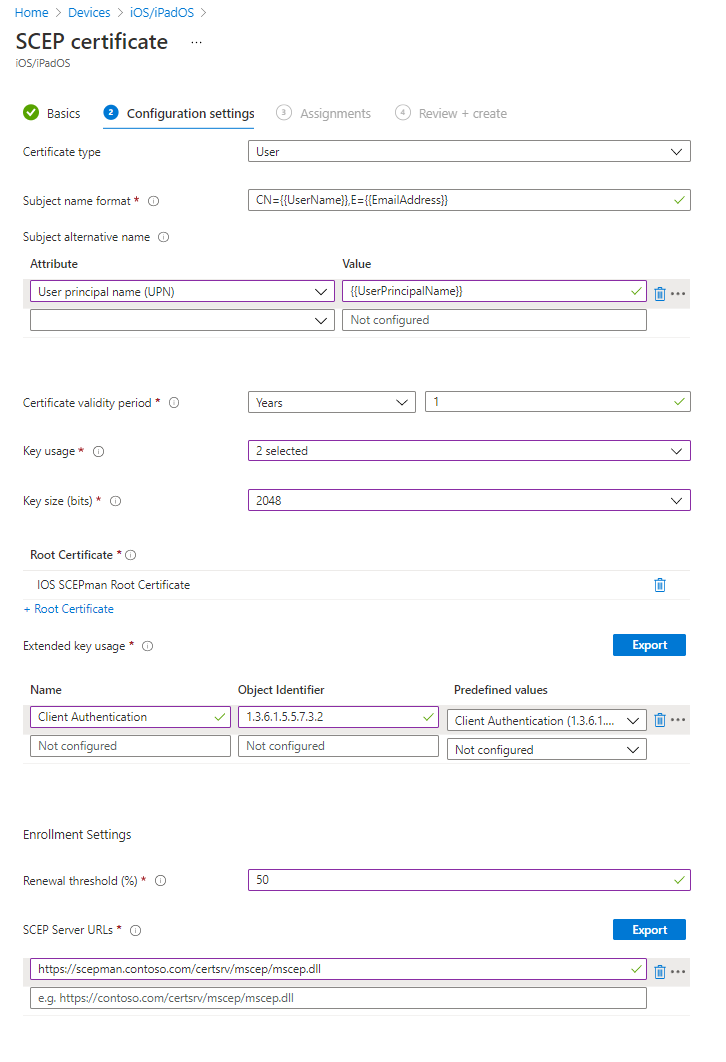 Home > Devices > iOS/iPadOS >
SCEP certificate ...
iOS/iPadOS
Basics 2 Configuration settings 3 Assignments 4 Review + create
Certificate type User
Subject name format * CN={{UserName}},E={{EmailAddress}}
Subject alternative name
Attribute Value
User principal name (UPN) {{UserPrincipalName}}
Not configured
Certificate validity period * Years 1
Key usage * 2 selected
Key size (bits) * 2048
Root Certificate *
IOS SCEPman Root Certificate
+ Root Certificate
Extended key usage * Export
Name Object Identifier Predefined values
Client Authentication 1.3.6.1.5.5.7.3.2 Client Authentication (1.3.6.1....
Not configured Not configured Not configured
Enrollment Settings
Renewal threshold (%) * 50
SCEP Server URLs * Export
https://scepman.contoso.com/certsrv/mscep/mscep.dll
e.g. https://contoso.com/certsrv/mscep/mscep.dll